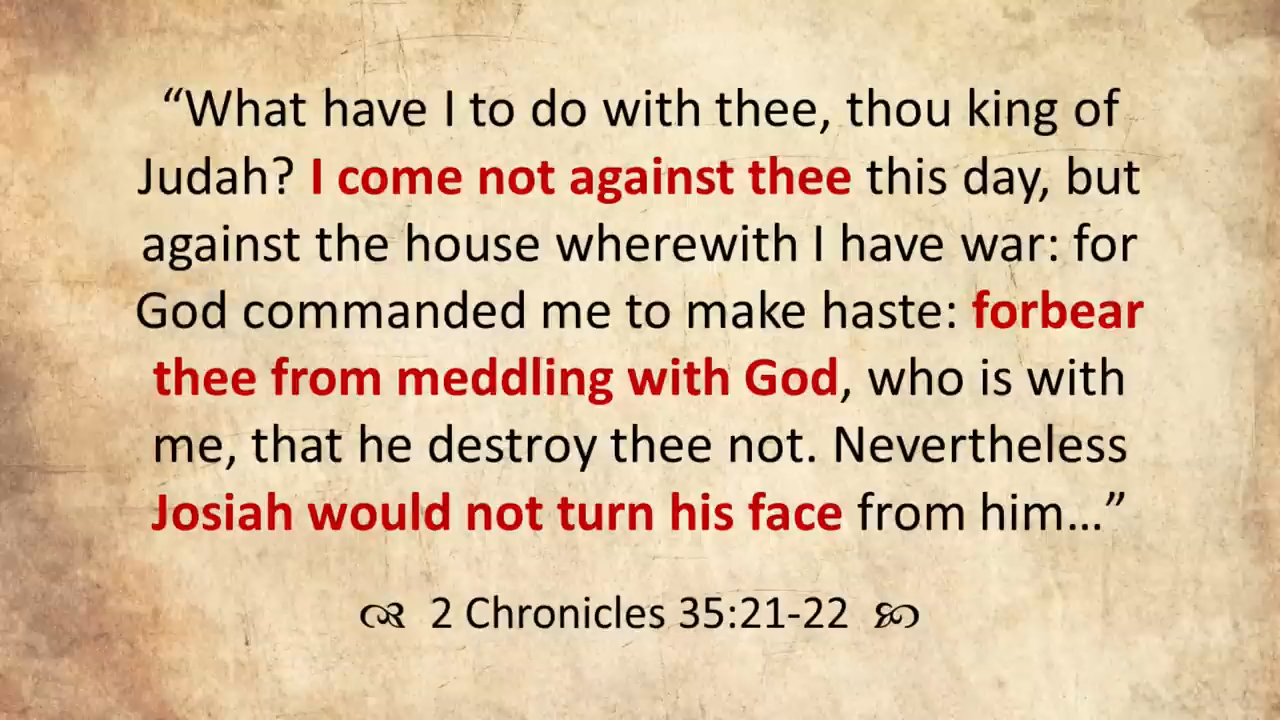 “What have I to do with thee, thou king of
Judah? I come not against thee this day, but
against the house wherewith I have war: for
God commanded me to make haste: forbear
thee from meddling with God, who is with
me, that he destroy thee not. Nevertheless
Josiah would not turn his face from him…”
2 Chronicles 35:21-22